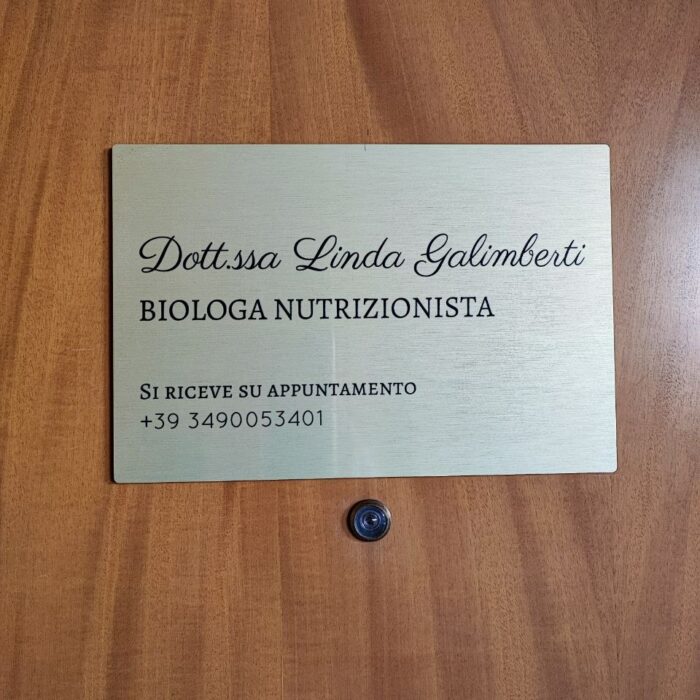 Dott.ssa Linda Galimberti
BIOLOGA NUTRIZIONISTA
SI RICEVE SU APPUNTAMENTO
+39 3490053401